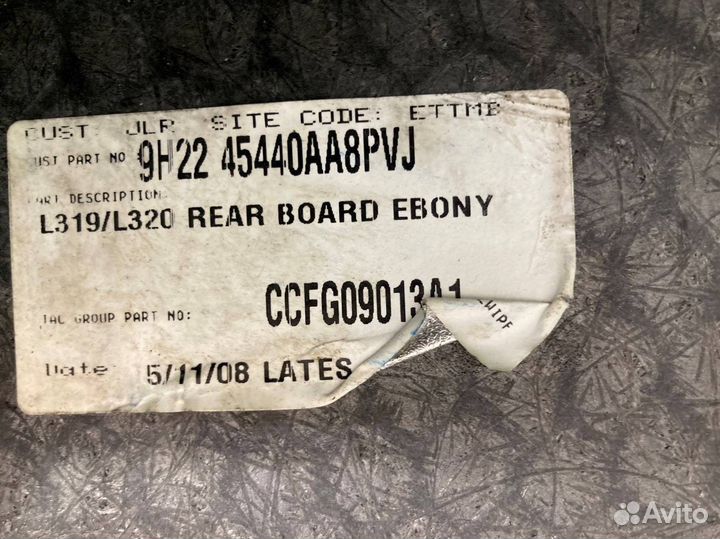 CUST: JLR SITE CODE: ETTMB
UST PART NO 9H22 45440AA8PVJ
PART DESCRIPTION:
L319/L320 REAR BOARD EBONY
IAC GROUP PART NO: CCFG09013A1
Date 5/11/08 LATES
Avito